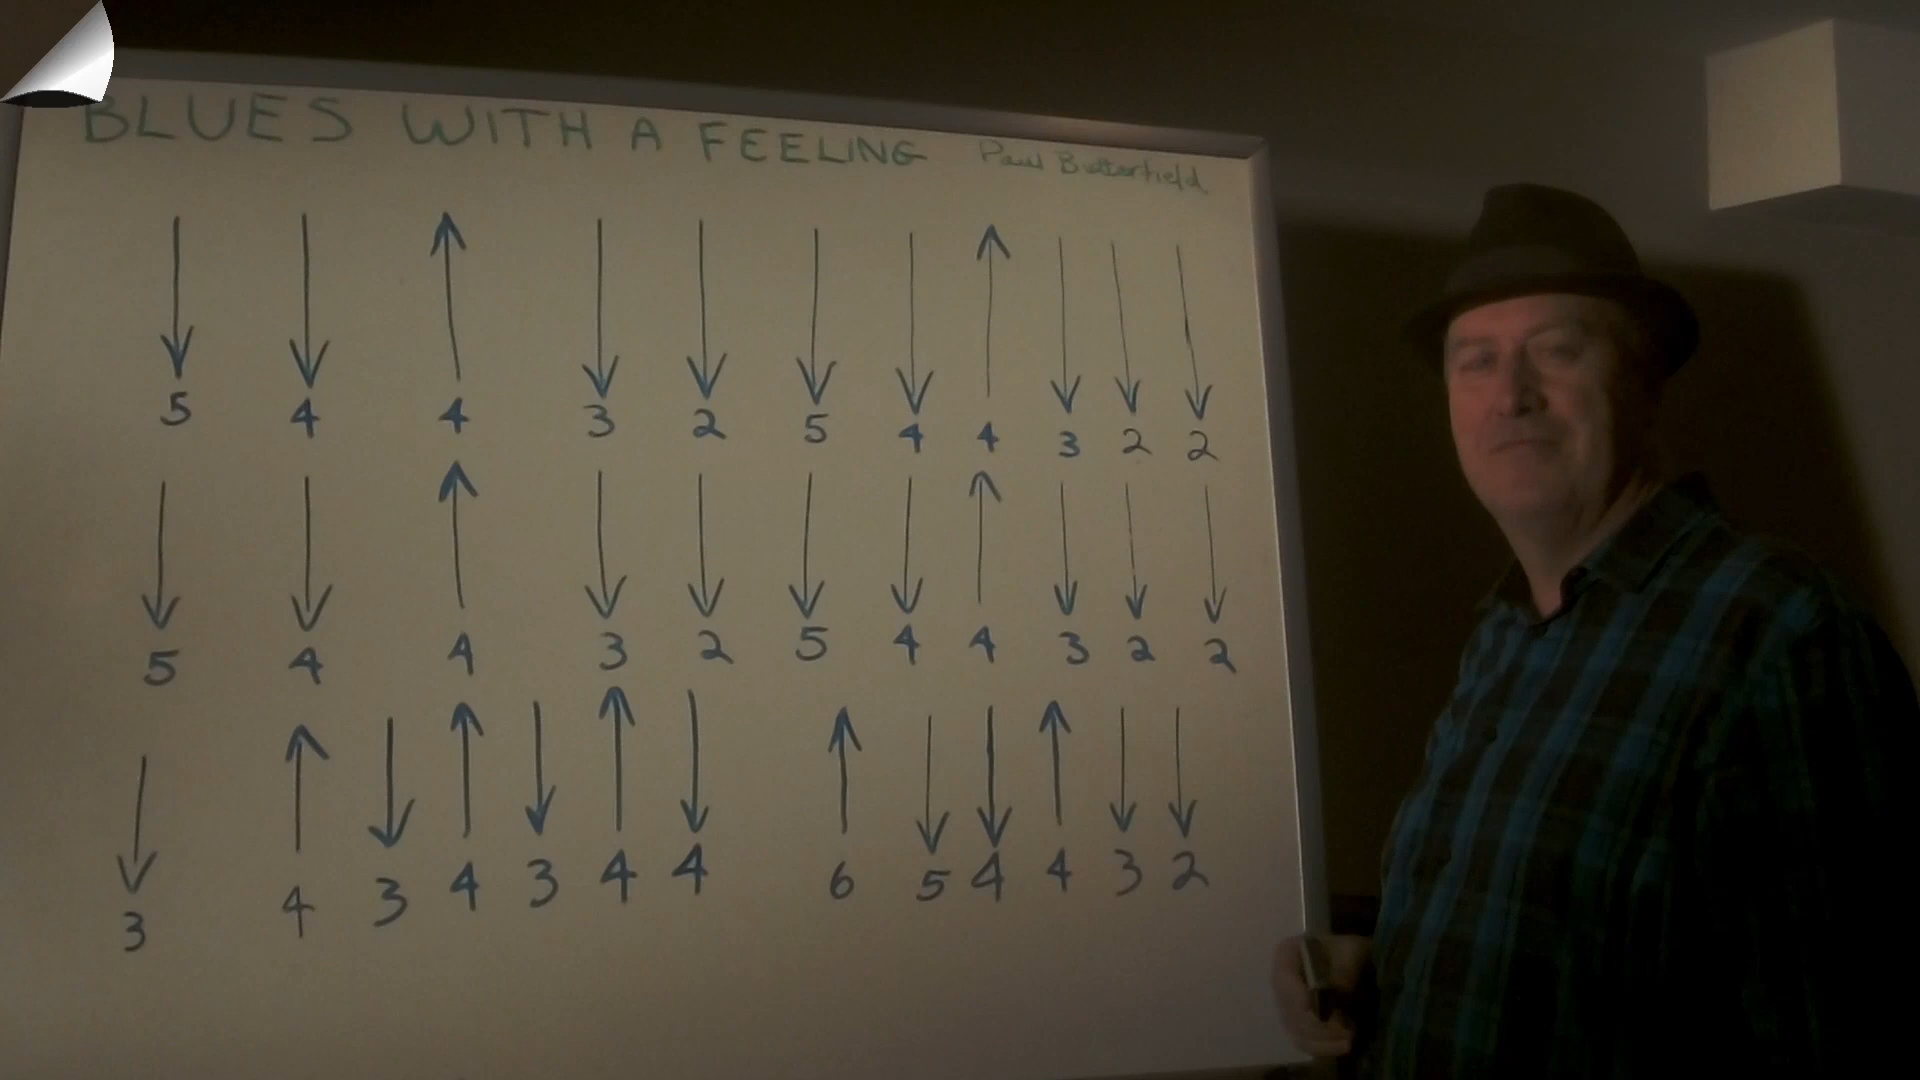 BLUES WITH A FEELING Paul Butterfield
↓ ↓ ↑ ↓ ↓ ↓ ↓ ↑ ↓ ↓ ↓
5 4 4 3 2 5 4 4 3 2 2
↓ ↓ ↑ ↓ ↓ ↓ ↓ ↑ ↓ ↓ ↓
5 4 4 3 2 5 4 4 3 2 2
↓ ↑ ↓ ↑ ↓ ↑ ↓ ↑ ↓ ↓ ↑ ↓ ↓
3 4 3 4 3 4 4 6 5 4 4 3 2